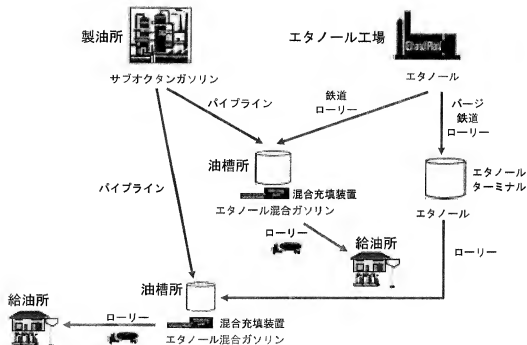 製油所
エタノール工場
Ethanol Plant
サブオクタンガソリン
エタノール
パイプライン
鉄道
ローリー
バージ
鉄道
ローリー
油槽所
混合充填装置
エタノール混合ガソリン
エタノール
ターミナル
エタノール
パイプライン
ローリー
給油所
ローリー
油槽所
給油所
ローリー
混合充填装置
エタノール混合ガソリン